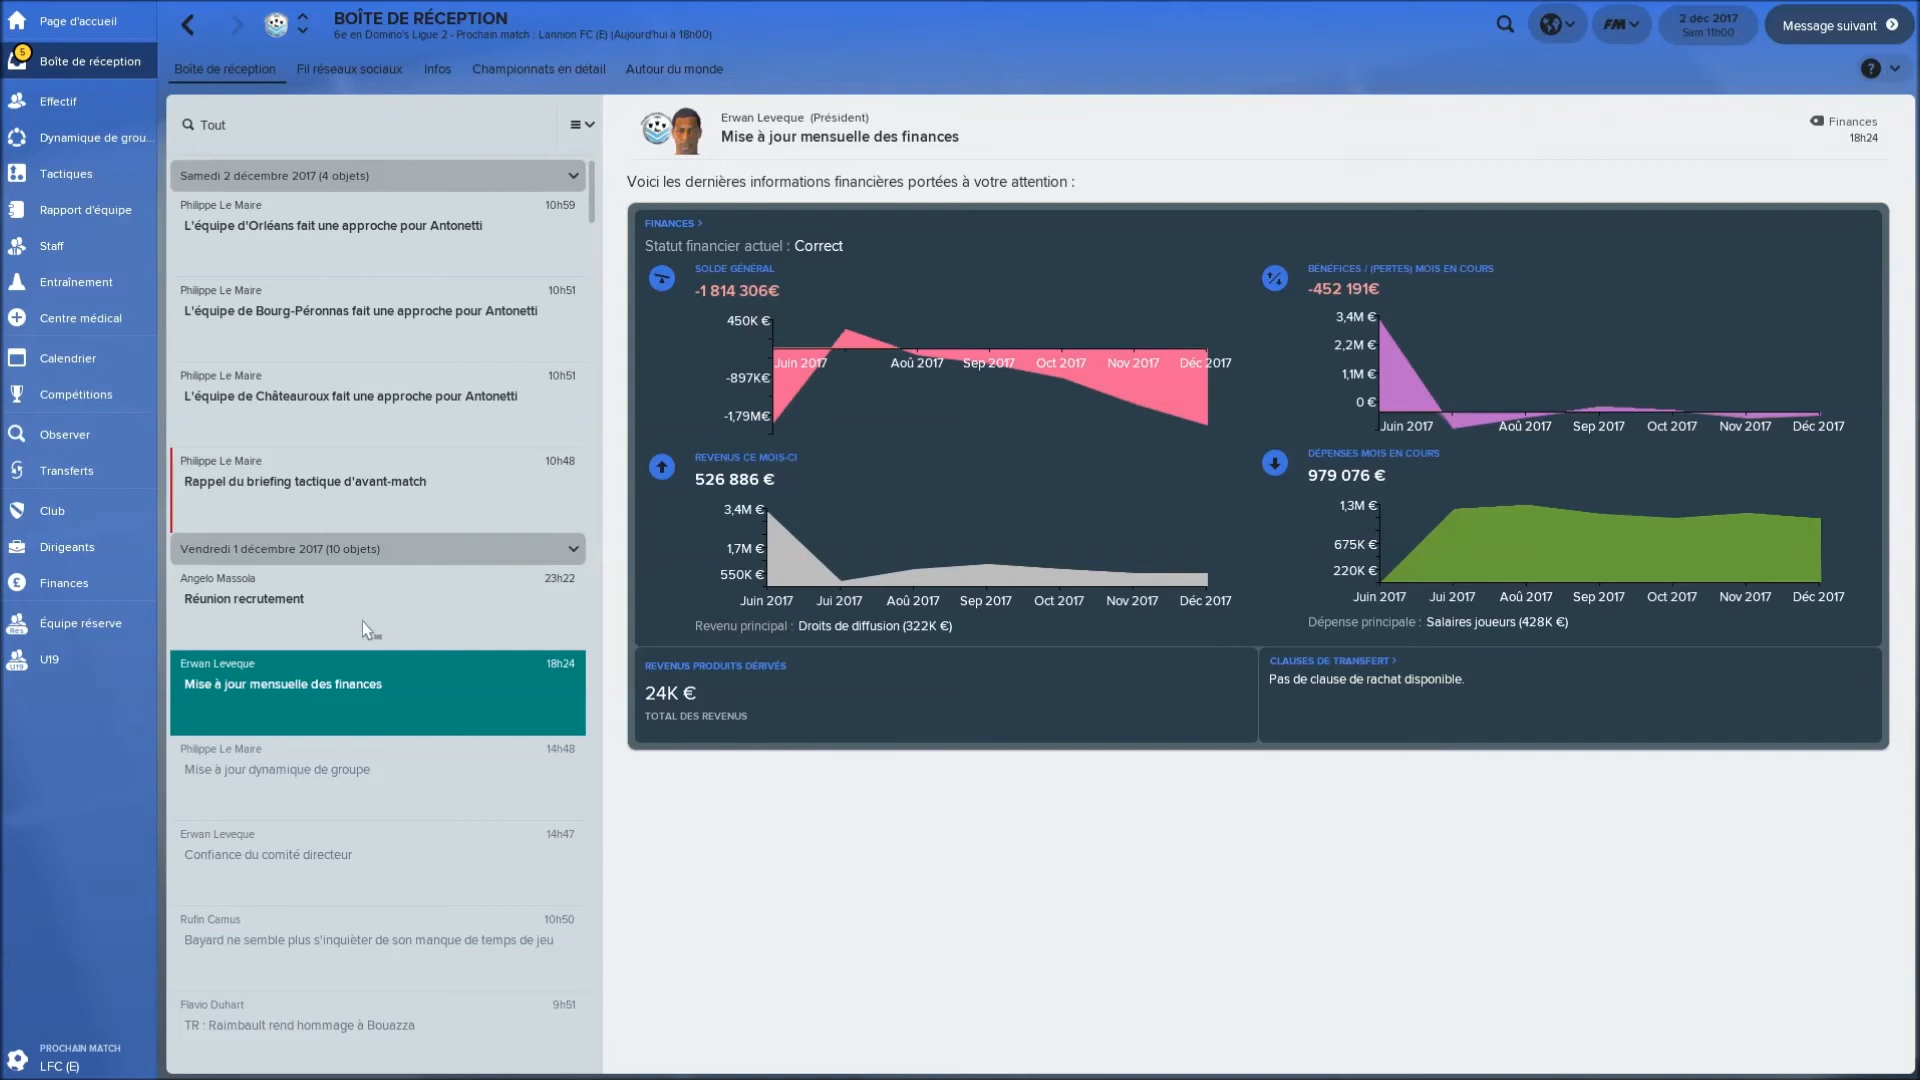 Page d'accueil
5
Boîte de réception
Effectif
Dynamique de grou...
Tactiques
Rapport d'équipe
Staff
Entraînement
Centre médical
Calendrier
Compétitions
Observer
Transferts
Club
Dirigeants
Finances
Équipe réserve
U19
PROCHAIN MATCH
LFC (E)
BOÎTE DE RÉCEPTION
6e en Domino's Ligue 2 - Prochain match : Lannion FC (E) (Aujourd'hui à 18h00)
FM
2 déc 2017
Sam 11h00
Message suivant
Boîte de réception
Fil réseaux sociaux
Infos
Championnats en détail
Autour du monde
?
Tout
Samedi 2 décembre 2017 (4 objets)
Philippe Le Maire 10h59
L'équipe d'Orléans fait une approche pour Antonetti
Philippe Le Maire 10h51
L'équipe de Bourg-Péronnas fait une approche pour Antonetti
Philippe Le Maire 10h51
L'équipe de Châteauroux fait une approche pour Antonetti
Philippe Le Maire 10h48
Rappel du briefing tactique d'avant-match
Vendredi 1 décembre 2017 (10 objets)
Angelo Massola 23h22
Réunion recrutement
Erwan Leveque 18h24
Mise à jour mensuelle des finances
Philippe Le Maire 14h48
Mise à jour dynamique de groupe
Erwan Leveque 14h47
Confiance du comité directeur
Rufin Camus 10h50
Bayard ne semble plus s'inquièter de son manque de temps de jeu
Flavio Duhart 9h51
TR : Raimbault rend hommage à Bouazza
Erwan Leveque (Président)
Mise à jour mensuelle des finances
Finances
18h24
Voici les dernières informations financières portées à votre attention :
FINANCES >
Statut financier actuel : Correct
SOLDE GÉNÉRAL
-1 814 306€
450K €
-897K€
-1,79M€
Juin 2017 Aoû 2017 Sep 2017 Oct 2017 Nov 2017 Déc 2017
BÉNÉFICES / (PERTES) MOIS EN COURS
-452 191€
3,4M €
2,2M €
1,1M €
0 €
Juin 2017 Aoû 2017 Sep 2017 Oct 2017 Nov 2017 Déc 2017
REVENUS CE MOIS-CI
526 886 €
3,4M €
1,7M €
550K €
Juin 2017 Jui 2017 Aoû 2017 Sep 2017 Oct 2017 Nov 2017 Déc 2017
Revenu principal : Droits de diffusion (322K €)
DÉPENSES MOIS EN COURS
979 076 €
1,3M €
675K €
220K €
Juin 2017 Jui 2017 Aoû 2017 Sep 2017 Oct 2017 Nov 2017 Déc 2017
Dépense principale : Salaires joueurs (428K €)
REVENUS PRODUITS DÉRIVÉS
24K €
TOTAL DES REVENUS
CLAUSES DE TRANSFERT >
Pas de clause de rachat disponible.